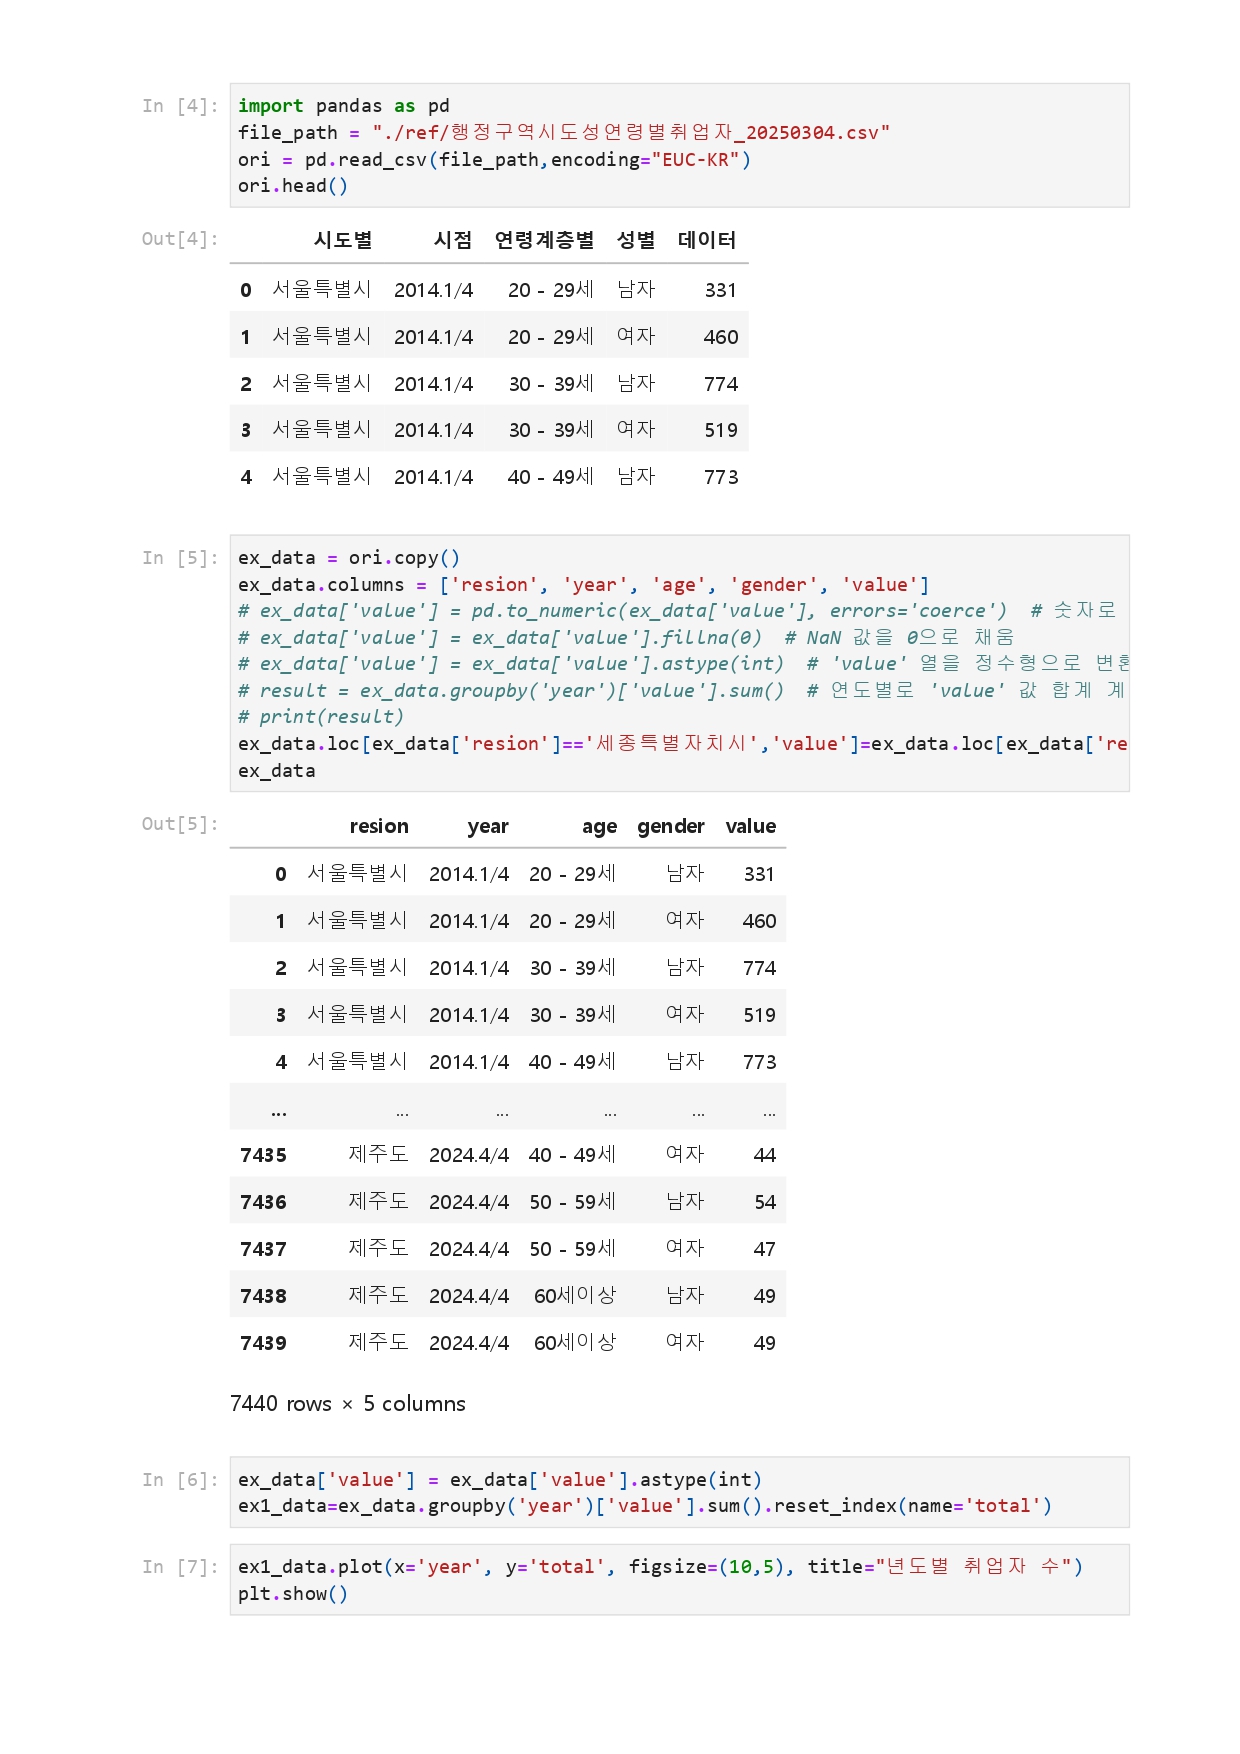 In [4]: import pandas as pd
file_path = "./ref/행정구역시도성연령별취업자_20250304.csv"
ori = pd.read_csv(file_path,encoding="EUC-KR")
ori.head()
Out[4]: 시도별 시점 연령계층별 성별 데이터
0 서울특별시 2014.1/4 20 - 29세 남자 331
1 서울특별시 2014.1/4 20 - 29세 여자 460
2 서울특별시 2014.1/4 30 - 39세 남자 774
3 서울특별시 2014.1/4 30 - 39세 여자 519
4 서울특별시 2014.1/4 40 - 49세 남자 773
In [5]: ex_data = ori.copy()
ex_data.columns = ['resion', 'year', 'age', 'gender', 'value']
# ex_data['value'] = pd.to_numeric(ex_data['value'], errors='coerce')  # 숫자로
# ex_data['value'] = ex_data['value'].fillna(0)  # NaN 값을 0으로 채움
# ex_data['value'] = ex_data['value'].astype(int)  # 'value' 열을 정수형으로 변환
# result = ex_data.groupby('year')['value'].sum()  # 연도별로 'value' 값 합계 계
# print(result)
ex_data.loc[ex_data['resion']=='세종특별자치시','value']=ex_data.loc[ex_data['re
ex_data
Out[5]: resion year age gender value
0 서울특별시 2014.1/4 20 - 29세 남자 331
1 서울특별시 2014.1/4 20 - 29세 여자 460
2 서울특별시 2014.1/4 30 - 39세 남자 774
3 서울특별시 2014.1/4 30 - 39세 여자 519
4 서울특별시 2014.1/4 40 - 49세 남자 773
... ... ... ... ... ...
7435 제주도 2024.4/4 40 - 49세 여자 44
7436 제주도 2024.4/4 50 - 59세 남자 54
7437 제주도 2024.4/4 50 - 59세 여자 47
7438 제주도 2024.4/4 60세이상 남자 49
7439 제주도 2024.4/4 60세이상 여자 49
7440 rows × 5 columns
In [6]: ex_data['value'] = ex_data['value'].astype(int)
ex1_data=ex_data.groupby('year')['value'].sum().reset_index(name='total')
In [7]: ex1_data.plot(x='year', y='total', figsize=(10,5), title="년도별 취업자 수")
plt.show()